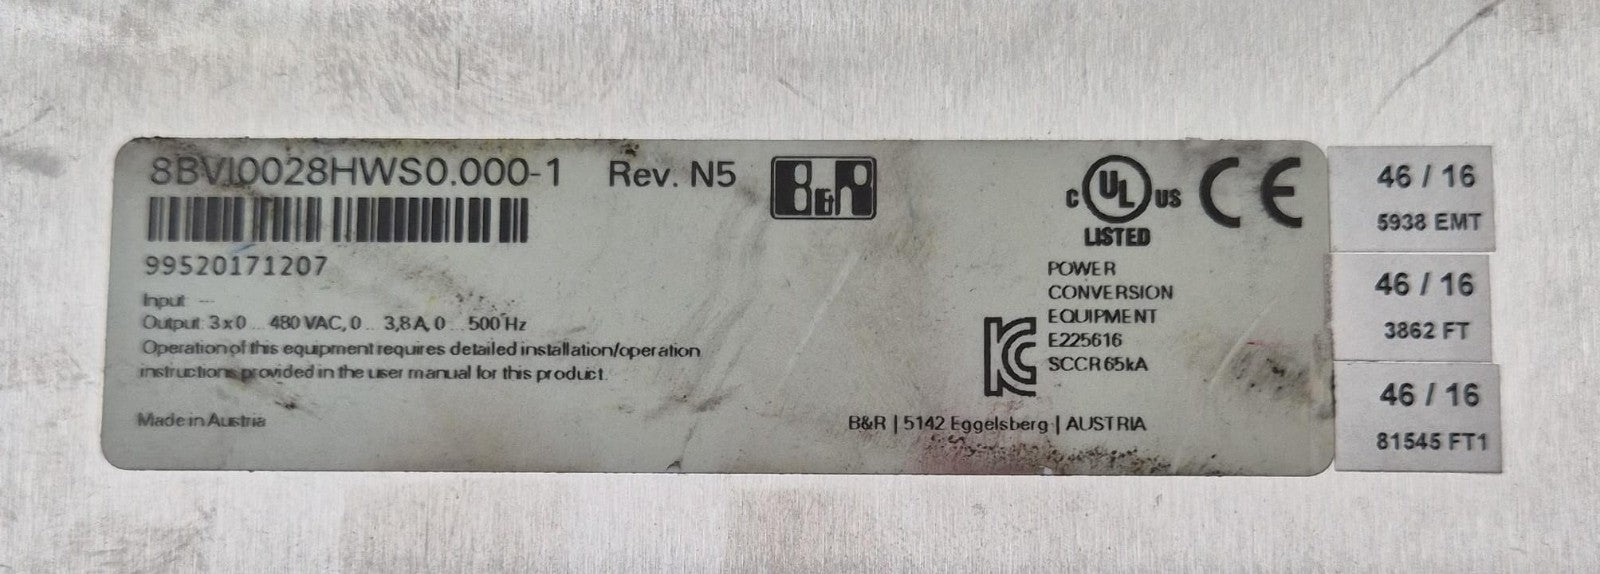 8BVI0028HWS0.000-1 Rev. N5 B&R
99520171207
Input: ---
Output: 3 x 0 ... 480 VAC, 0 ... 3,8 A, 0 ... 500 Hz
Operation of this equipment requires detailed installation/operation
instructions provided in the user manual for this product.
Made in Austria
C UL US
LISTED
CE
POWER
CONVERSION
EQUIPMENT
E225616
SCCR 65kA
KC
B&R | 5142 Eggelsberg | AUSTRIA
46 / 16
5938 EMT
46 / 16
3862 FT
46 / 16
81545 FT1